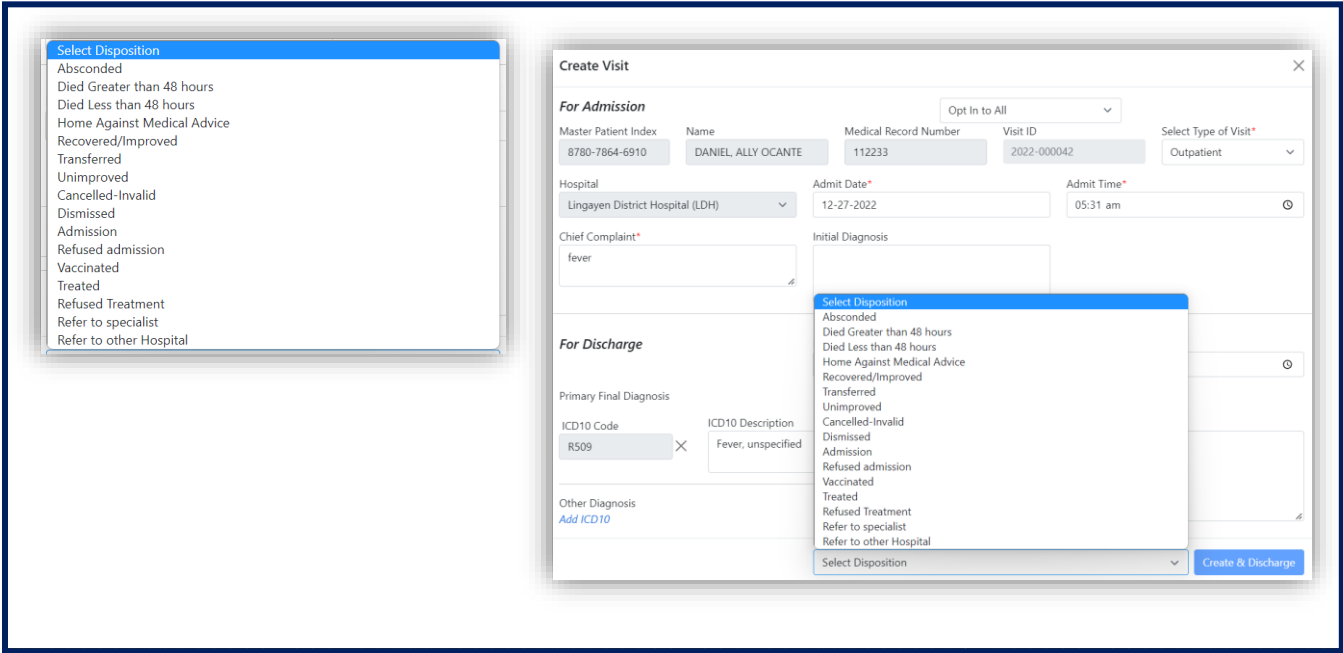 Select Disposition
Absconded
Died Greater than 48 hours
Died Less than 48 hours
Home Against Medical Advice
Recovered/Improved
Transferred
Unimproved
Cancelled-Invalid
Dismissed
Admission
Refused admission
Vaccinated
Treated
Refused Treatment
Refer to specialist
Refer to other Hospital
Create Visit
For Admission
Opt In to All
Master Patient Index Name Medical Record Number Visit ID Select Type of Visit*
8780-7864-6910 DANIEL, ALLY OCANTE 112233 2022-000042 Outpatient
Hospital Admit Date* Admit Time*
Lingayen District Hospital (LDH) 12-27-2022 05:31 am
Chief Complaint* Initial Diagnosis
fever
For Discharge
Primary Final Diagnosis
ICD10 Code ICD10 Description
R509 Fever, unspecified
Other Diagnosis
Add ICD10
Select Disposition
Absconded
Died Greater than 48 hours
Died Less than 48 hours
Home Against Medical Advice
Recovered/Improved
Transferred
Unimproved
Cancelled-Invalid
Dismissed
Admission
Refused admission
Vaccinated
Treated
Refused Treatment
Refer to specialist
Refer to other Hospital
Select Disposition Create & Discharge